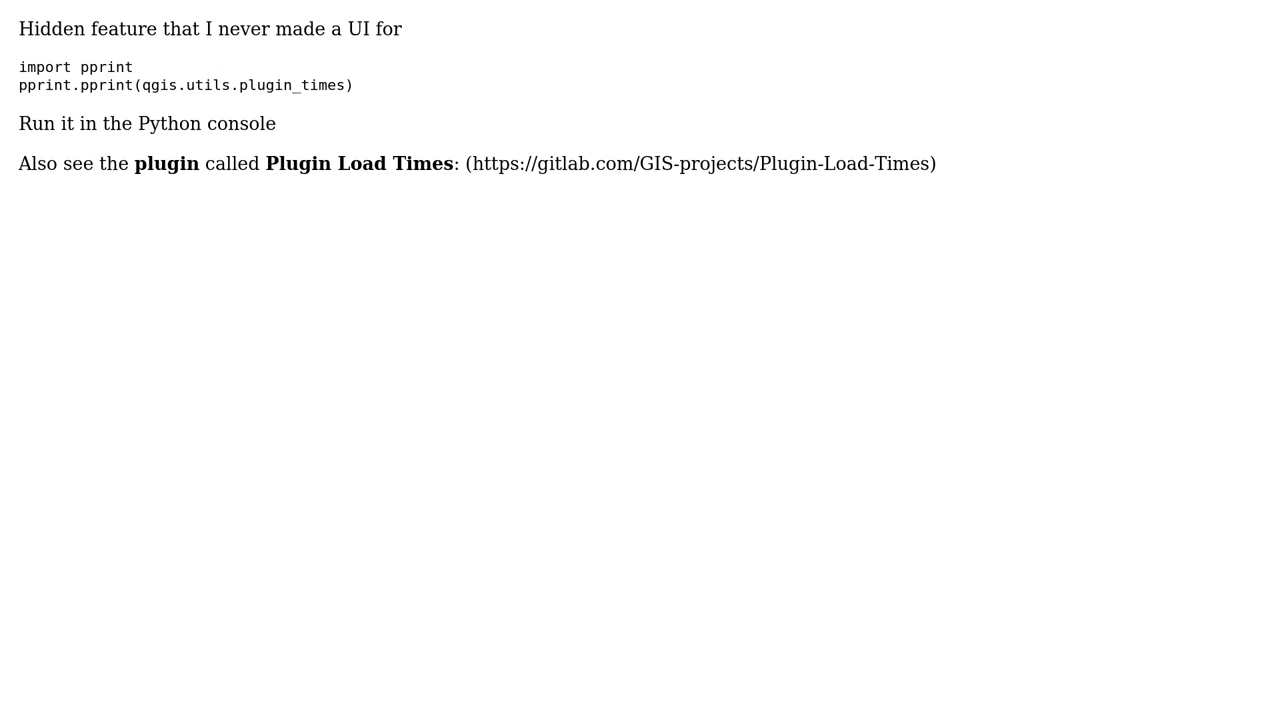 Hidden feature that I never made a UI for
import pprint
pprint.pprint(qgis.utils.plugin_times)
Run it in the Python console
Also see the plugin called Plugin Load Times: (https://gitlab.com/GIS-projects/Plugin-Load-Times)